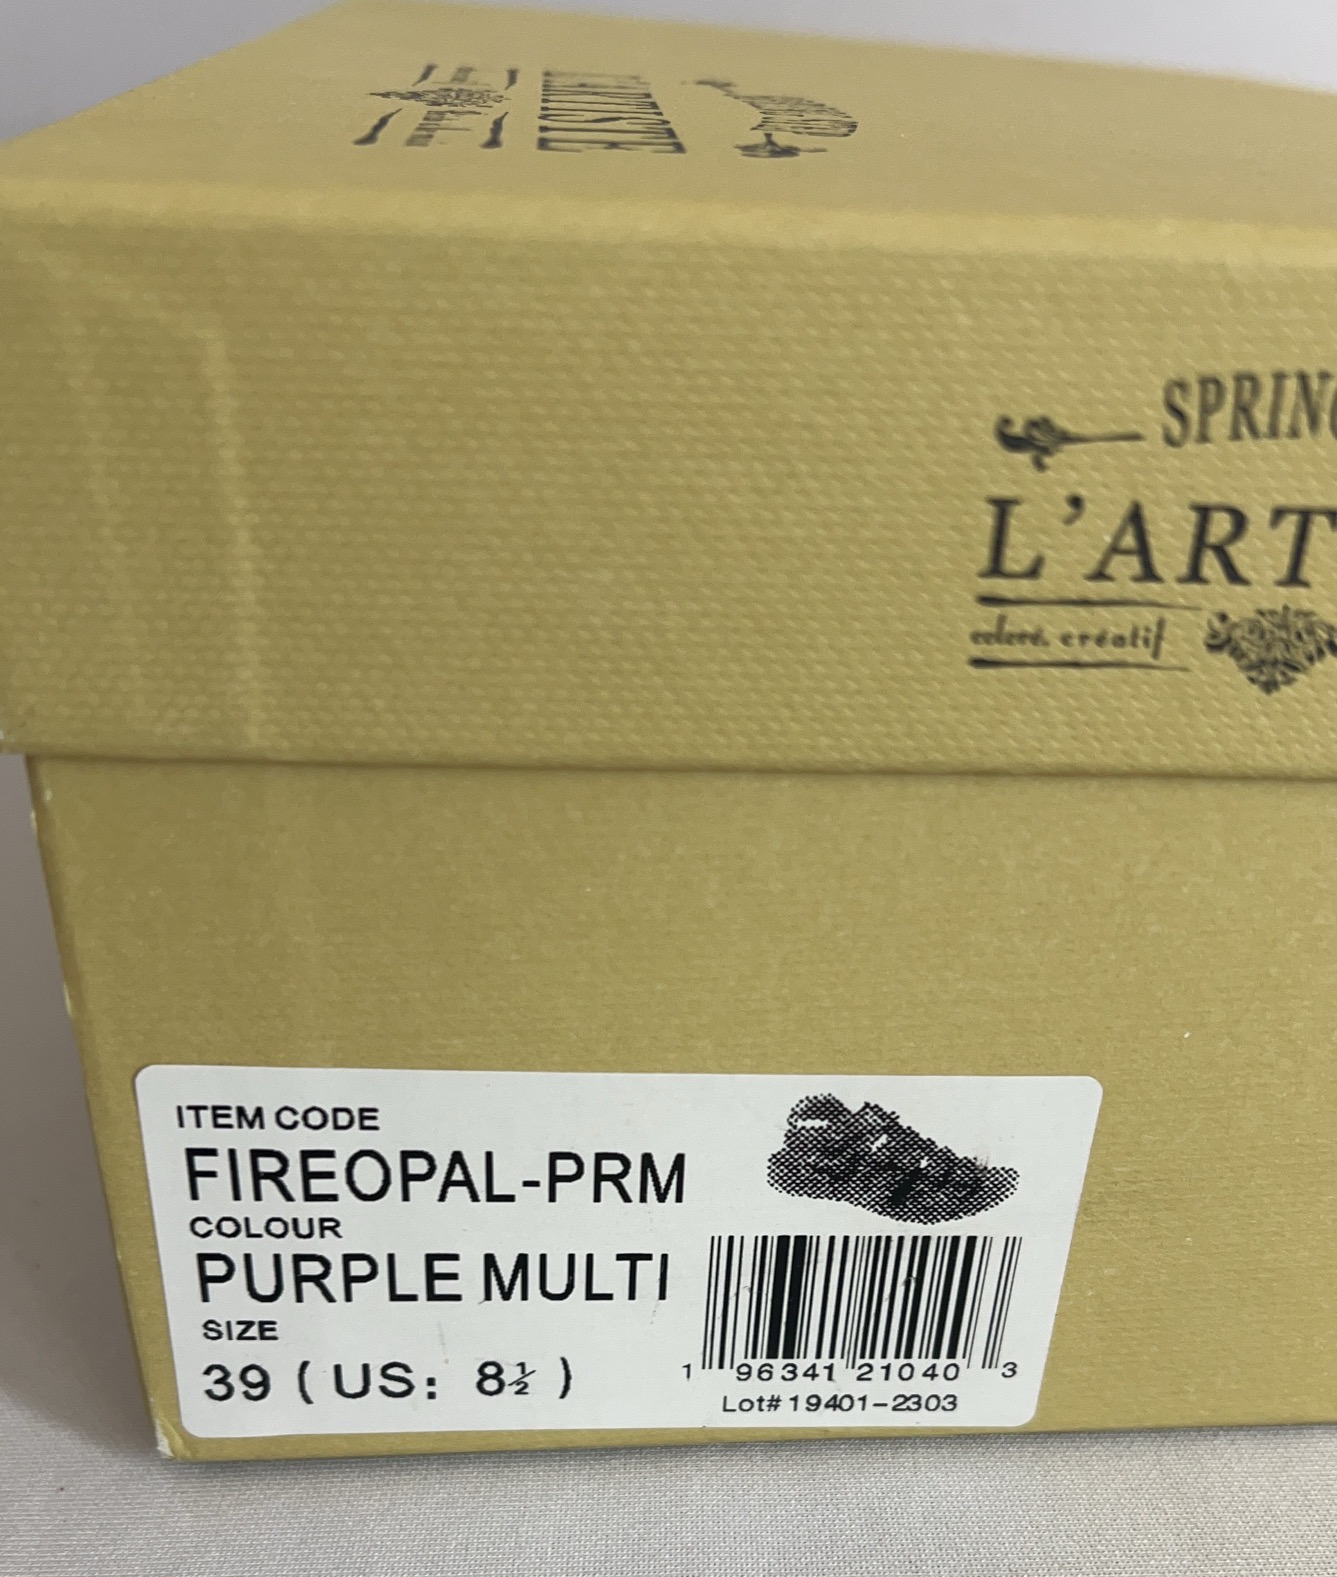 L'ARTISTE
SPRING
L'ART
coloré. créatif
ITEM CODE
FIREOPAL-PRM
COLOUR
PURPLE MULTI
SIZE
39 ( US: 8½ )
1 96341 21040 3
Lot# 19401-2303